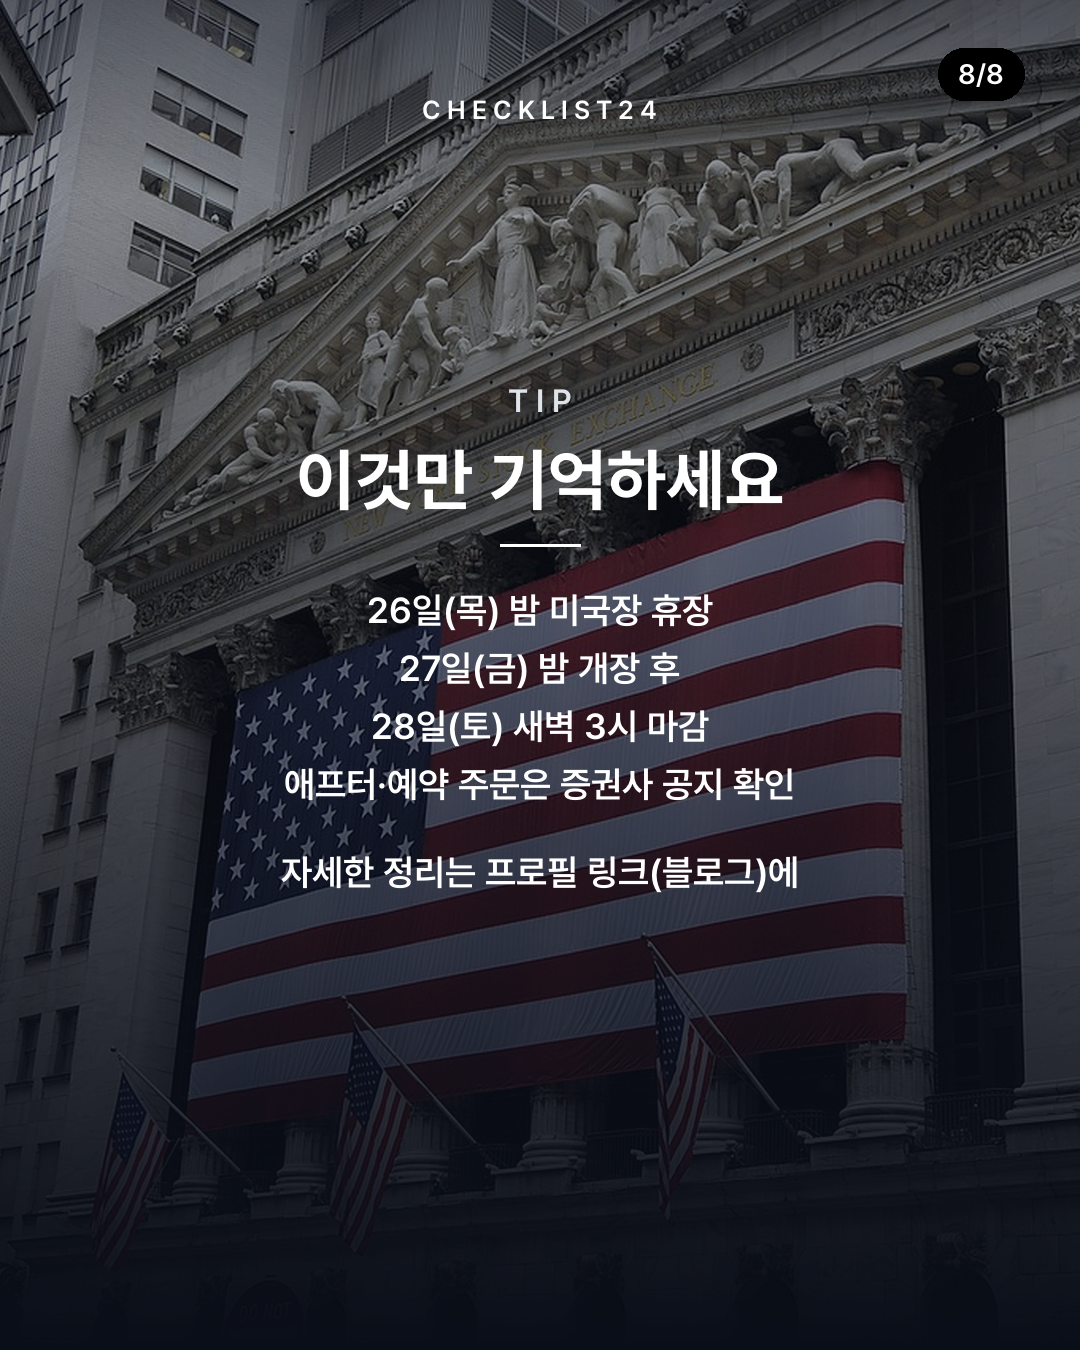 8/8
CHECKLIST24
TIP
이것만 기억하세요
26일(목) 밤 미국장 휴장
27일(금) 밤 개장 후
28일(토) 새벽 3시 마감
애프터·예약 주문은 증권사 공지 확인
자세한 정리는 프로필 링크(블로그)에
NEW
EXCHANGE